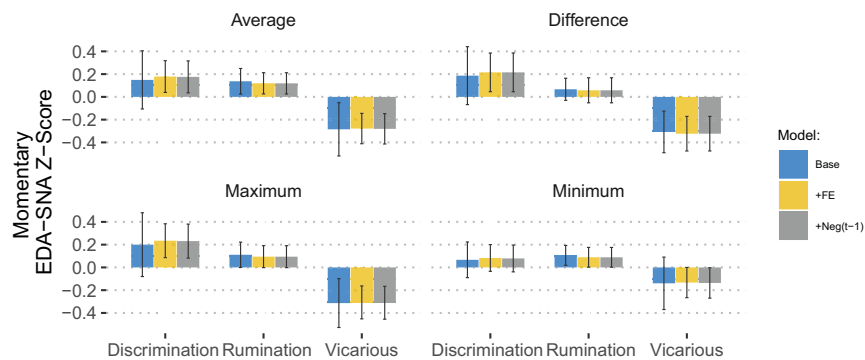 Average
Difference
0.4
0.2
0.0
−0.2
−0.4
Maximum
Minimum
0.4
0.2
0.0
−0.2
−0.4
Momentary
EDA−SNA Z−Score
Discrimination Rumination Vicarious
Discrimination Rumination Vicarious
Model:
Base
+FE
+Neg(t−1)